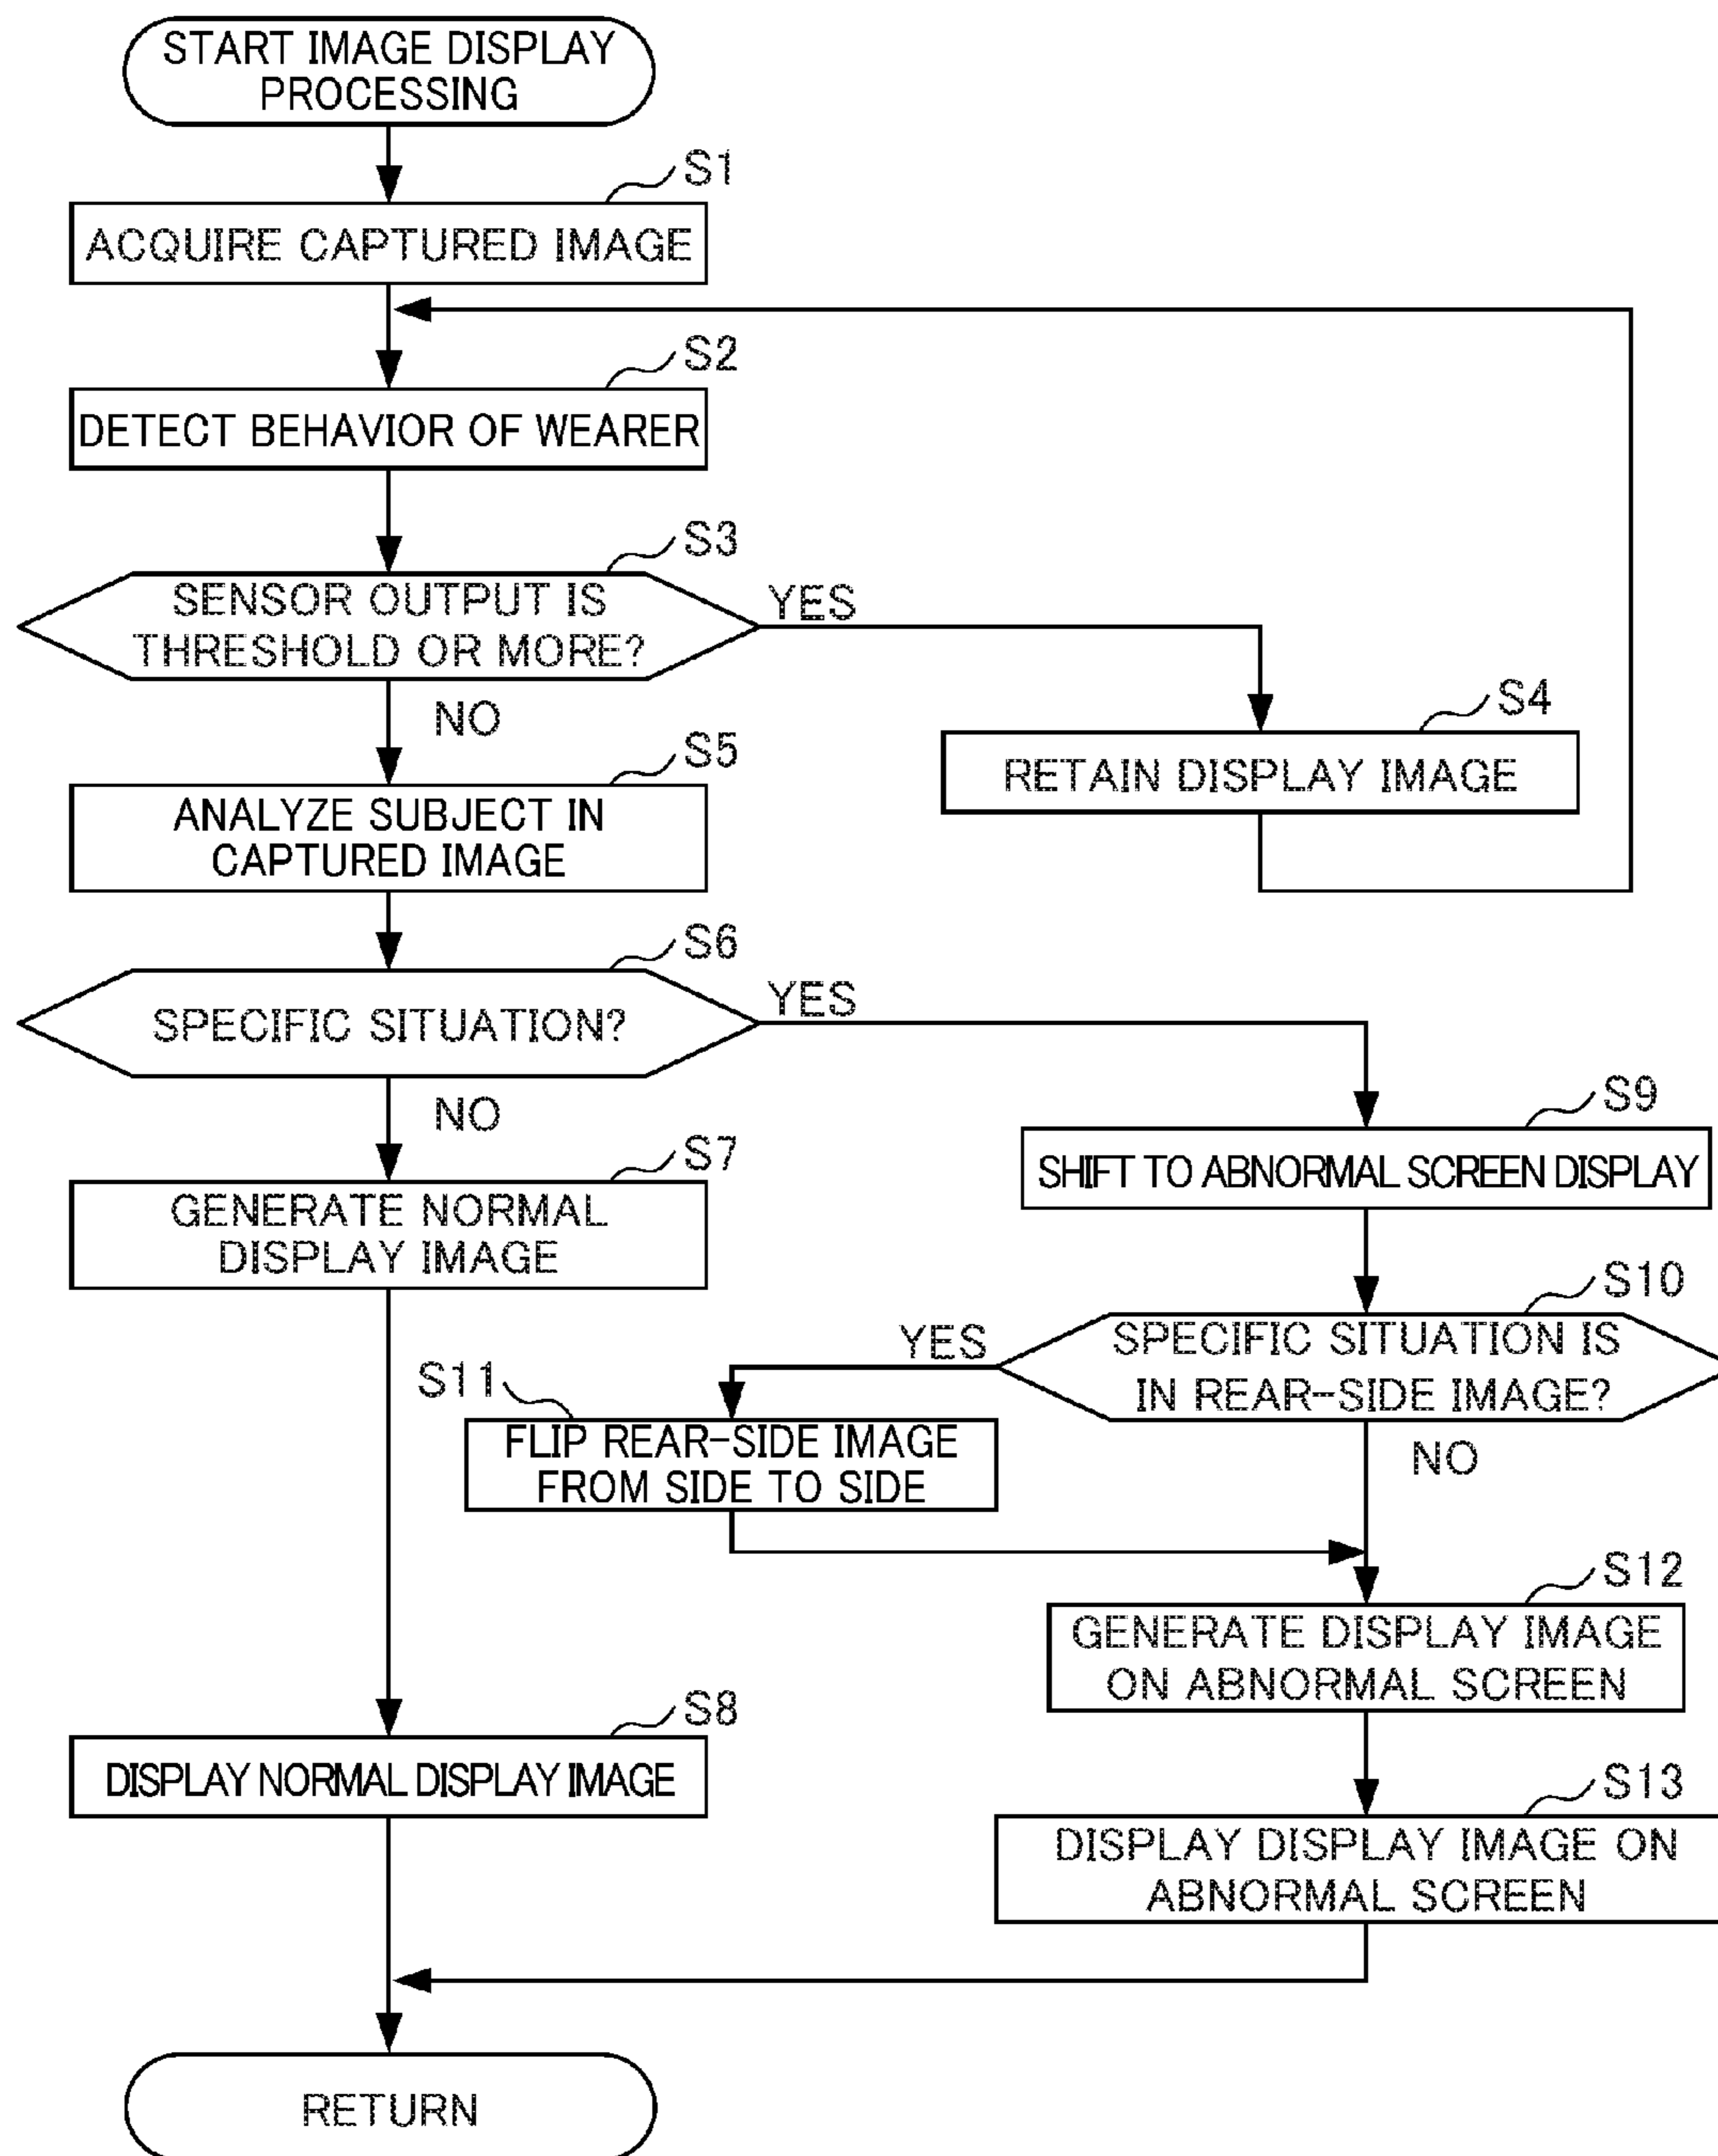 START IMAGE DISPLAY
PROCESSING
S1
ACQUIRE CAPTURED IMAGE
S2
DETECT BEHAVIOR OF WEARER
S3
SENSOR OUTPUT IS
THRESHOLD OR MORE?
YES
NO
S4
RETAIN DISPLAY IMAGE
S5
ANALYZE SUBJECT IN
CAPTURED IMAGE
S6
SPECIFIC SITUATION?
YES
NO
S7
GENERATE NORMAL
DISPLAY IMAGE
S9
SHIFT TO ABNORMAL SCREEN DISPLAY
S10
SPECIFIC SITUATION IS
IN REAR-SIDE IMAGE?
YES
NO
S11
FLIP REAR-SIDE IMAGE
FROM SIDE TO SIDE
S12
GENERATE DISPLAY IMAGE
ON ABNORMAL SCREEN
S8
DISPLAY NORMAL DISPLAY IMAGE
S13
DISPLAY DISPLAY IMAGE ON
ABNORMAL SCREEN
RETURN